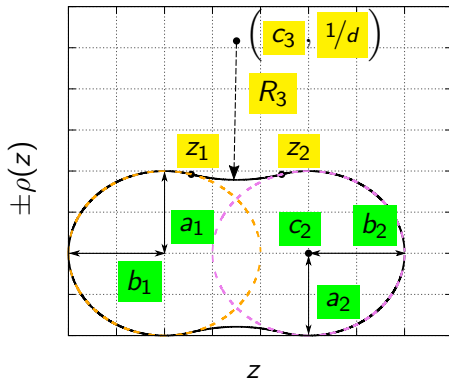 (c₃, 1/d)
R₃
z₁ z₂
±ρ(z)
a₁ c₂ b₂
b₁ a₂
z